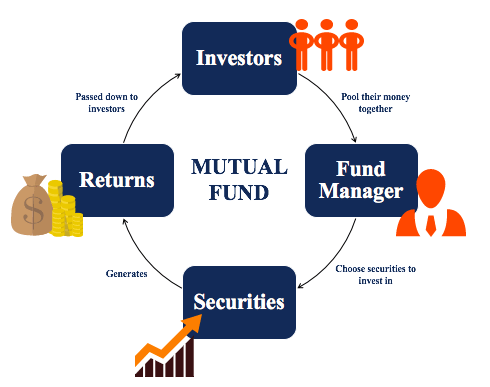 Investors
Pool their money
together
Fund
Manager
Choose securities to
invest in
Securities
Generates
Returns
Passed down to
investors
MUTUAL
FUND
$